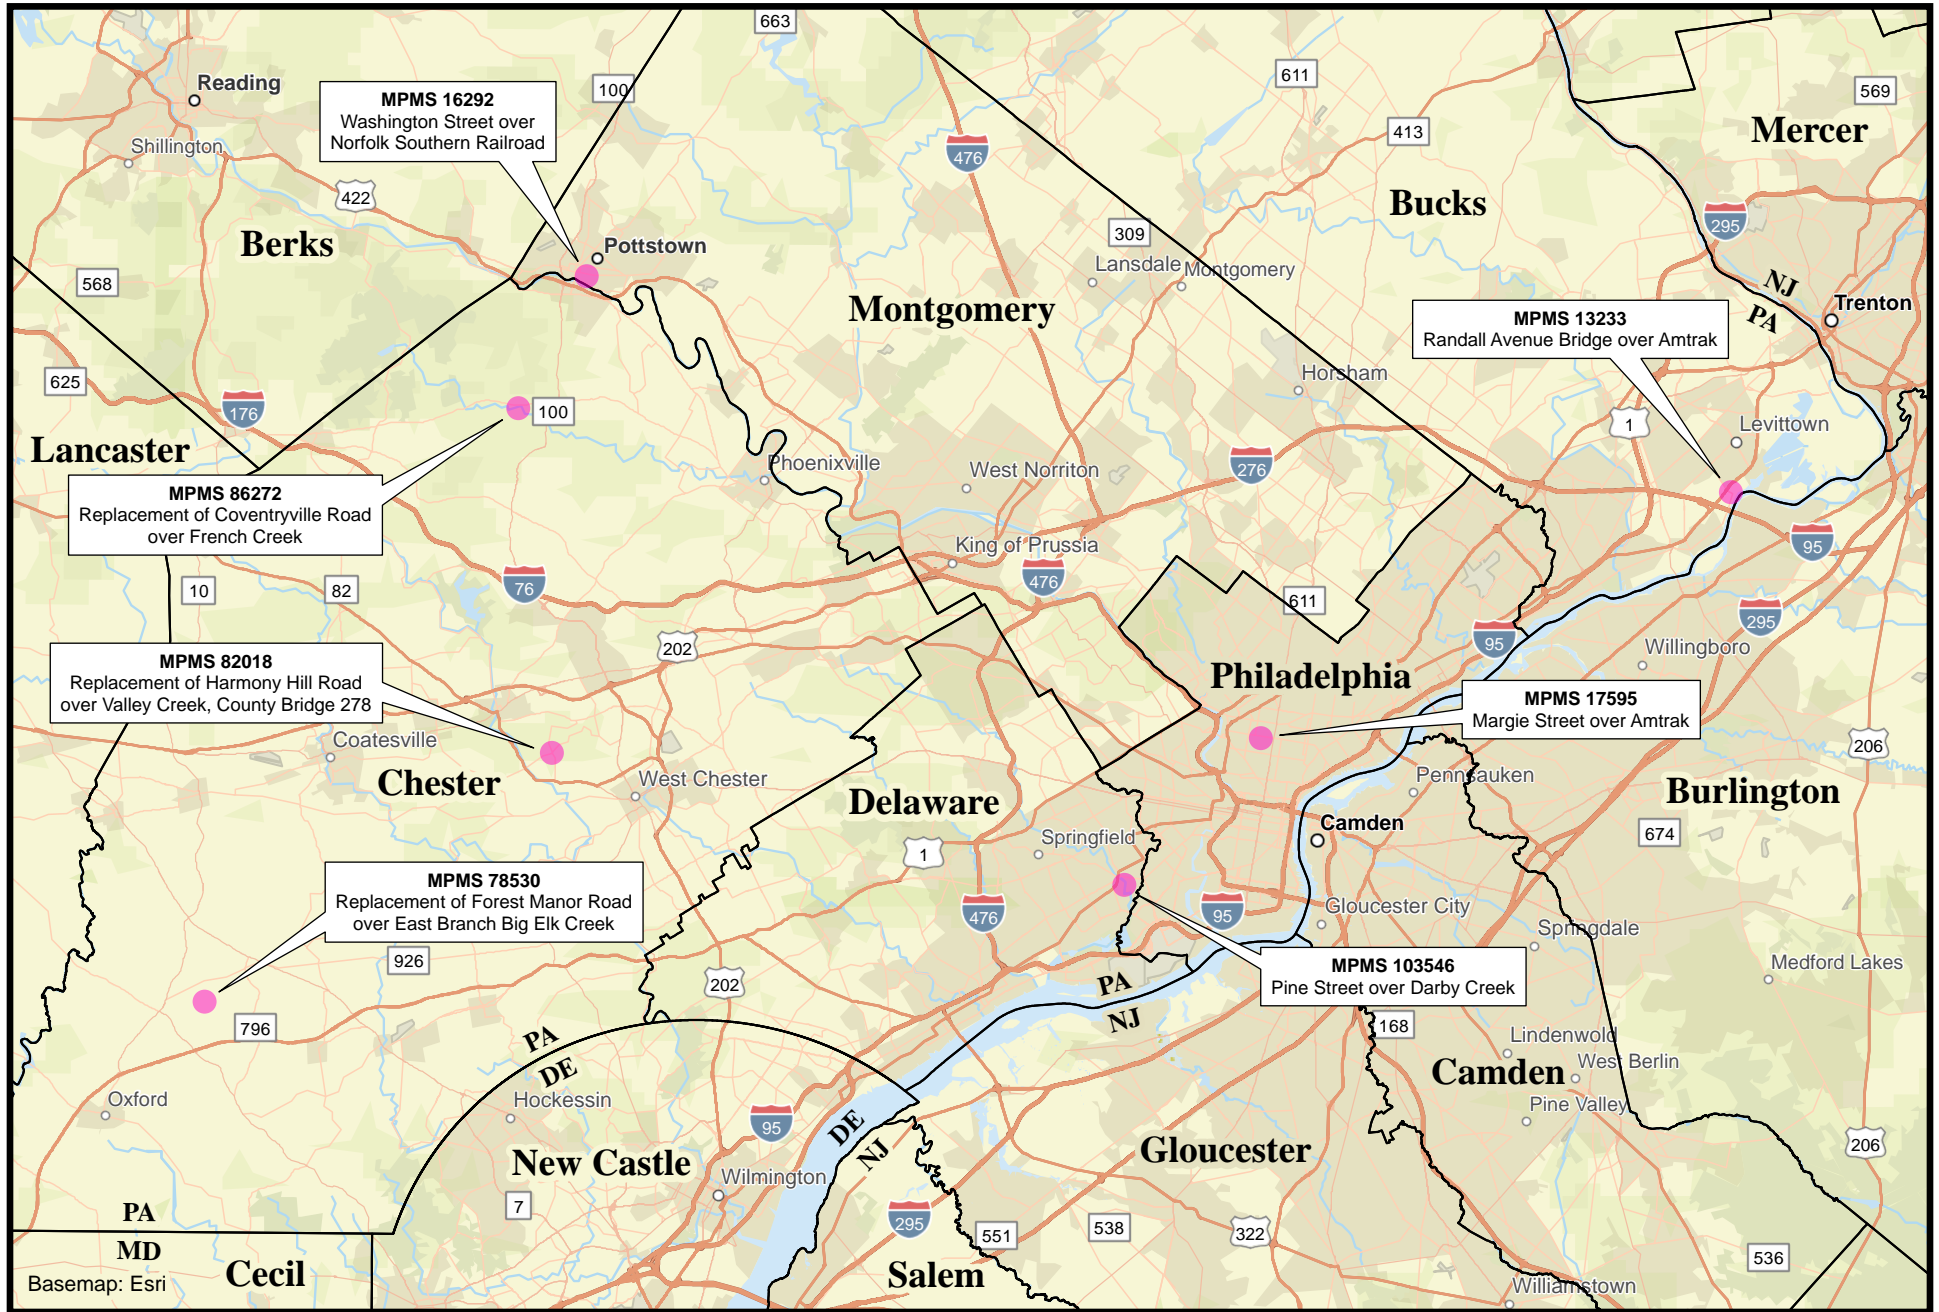 663
Reading
100
611
569
MPMS 16292
Washington Street over
Norfolk Southern Railroad
Mercer
413
Shillington
476
422
Bucks
295
Berks
309
Pottstown
Lansdale
Montgomery
568
NJ
PA
Trenton
Montgomery
MPMS 13233
Randall Avenue Bridge over Amtrak
625
Horsham
176
100
1
Levittown
Lancaster
Phoenixville
West Norriton
276
MPMS 86272
Replacement of Coventryville Road
over French Creek
King of Prussia
95
10
82
76
476
611
295
95
202
Willingboro
MPMS 82018
Replacement of Harmony Hill Road
over Valley Creek, County Bridge 278
Philadelphia
MPMS 17595
Margie Street over Amtrak
Coatesville
206
Chester
West Chester
Pennsauken
Delaware
Burlington
Camden
674
Springfield
1
MPMS 78530
Replacement of Forest Manor Road
over East Branch Big Elk Creek
476
95
Gloucester City
Springdale
926
MPMS 103546
Pine Street over Darby Creek
Medford Lakes
202
PA
NJ
796
168
PA
DE
Lindenwold
West Berlin
Camden
Oxford
Hockessin
Pine Valley
95
DE
NJ
Gloucester
206
New Castle
Wilmington
7
PA
295
551
538
322
MD
Cecil
536
Basemap: Esri
Salem
Williamstown